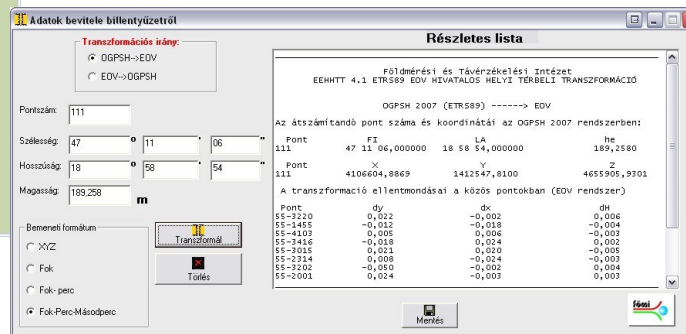 Adatok bevitele billentyűzetről
Transzformációs irány:
OGPSH-->EOV
EOV-->OGPSH
Pontszám: 111
Szélesség: 47 º 11 ' 06 "
Hosszúság: 18 º 58 ' 54 "
Magasság: 189,258 m
Bemeneti formátum
XYZ
Fok
Fok- perc
Fok-Perc-Másodperc
Transzformál
Törlés
Részletes lista
Földmérési és Távérzékelési Intézet
EEHHTT 4.1 ETRS89 EOV HIVATALOS HELYI TÉRBELI TRANSZFORMÁCIÓ
OGPSH 2007 (ETRS89) ------> EOV
Az átszámítandó pont száma és koordinátái az OGPSH 2007 rendszerben:
Pont FI LA he
111 47 11 06,000000 18 58 54,000000 189,2580
Pont X Y Z
111 4106604,8869 1412547,8100 4655905,9301
A transzformació ellentmondásai a közös pontokban (EOV rendszer)
Pont dy dx dH
55-3220 0,022 -0,002 0,006
55-1455 -0,012 -0,018 -0,004
55-4103 0,005 0,006 -0,003
55-3416 -0,018 0,024 0,002
55-3015 0,021 0,020 -0,005
55-2314 0,008 -0,024 -0,003
55-3202 -0,050 -0,002 0,004
55-2001 0,024 -0,003 0,003
Mentés
fömi